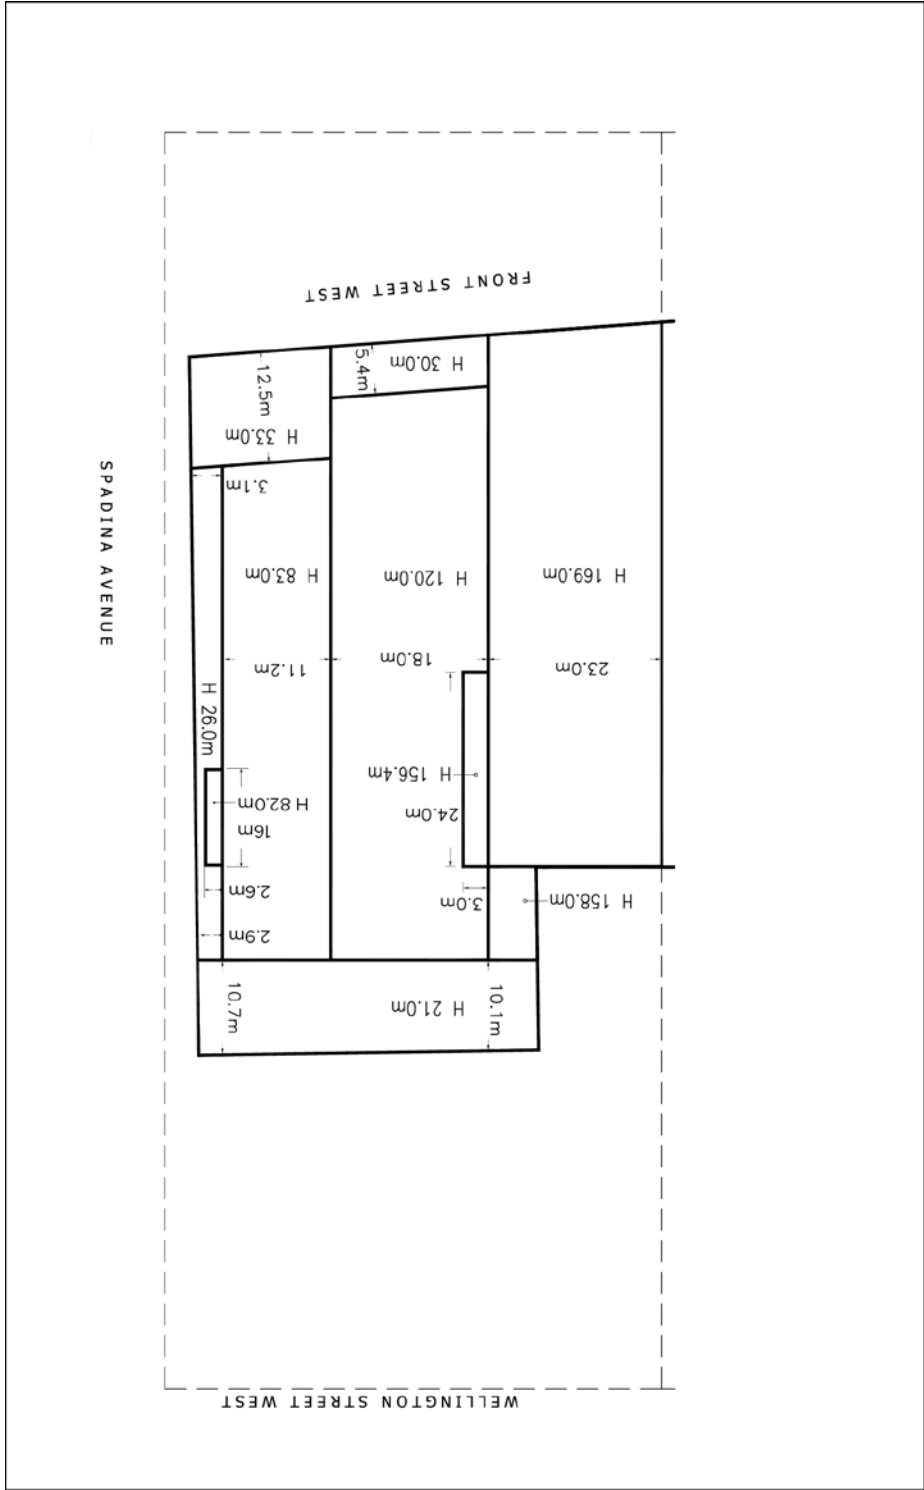 FRONT STREET WEST
12.5m
5.4m
H 30.0m
H 33.0m
3.1m
SPADINA AVENUE
H 83.0m
H 120.0m
H 169.0m
11.2m
18.0m
23.0m
H 26.0m
H 156.4m
H 82.0m
24.0m
16m
2.6m
3.0m
H 158.0m
2.9m
10.7m
H 21.0m
10.1m
WELLINGTON STREET WEST